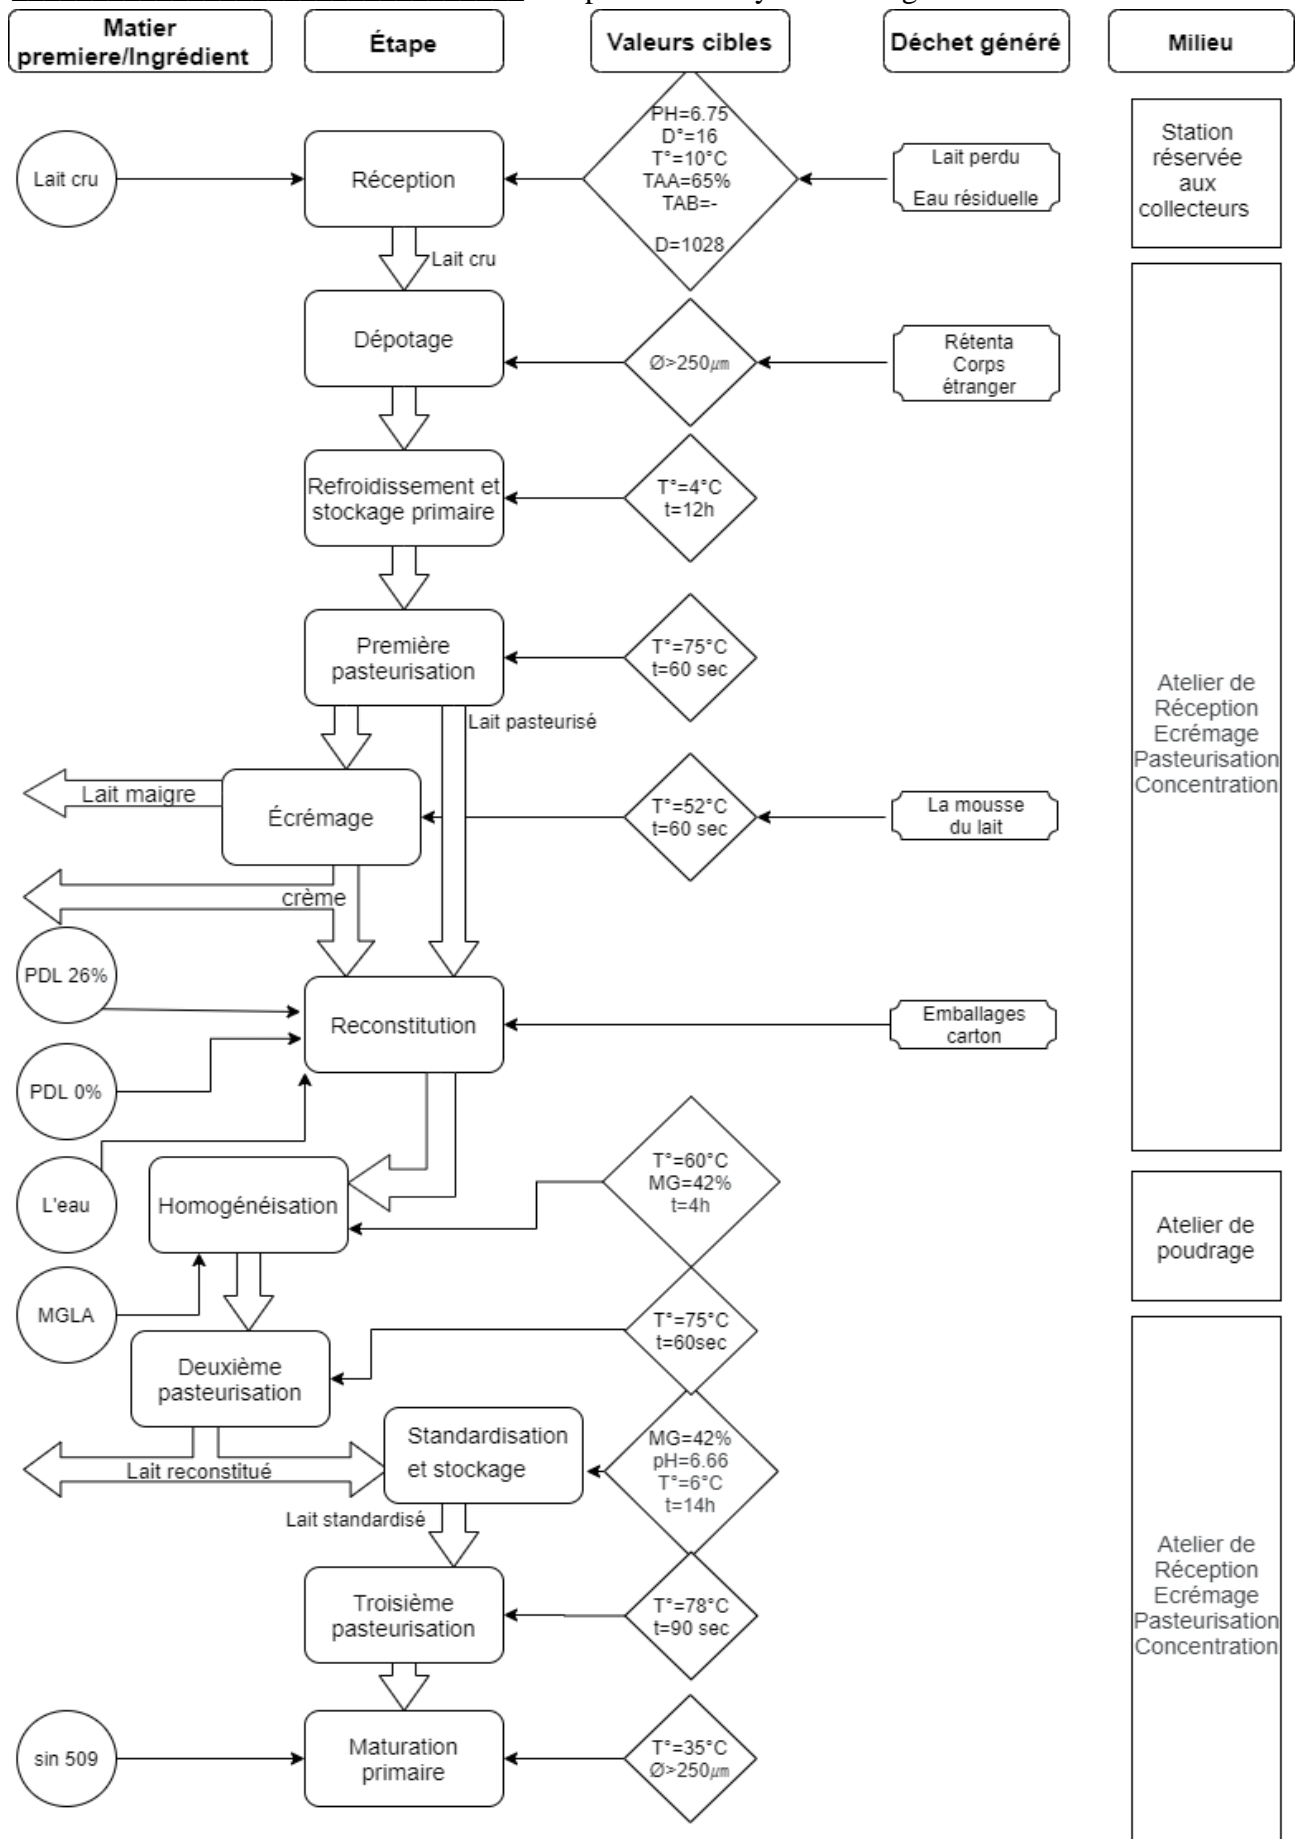 Matier
premiere/Ingrédient
Étape
Valeurs cibles
Déchet généré
Milieu
Lait cru
Réception
PH=6.75
D°=16
T°=10°C
TAA=65%
TAB=-
D=1028
Lait perdu
Eau résiduelle
Station
réservée
aux
collecteurs
Lait cru
Dépotage
Ø>250µm
Rétenta
Corps
étranger
Refroidissement et
stockage primaire
T°=4°C
t=12h
Première
pasteurisation
T°=75°C
t=60 sec
Lait pasteurisé
Atelier de
Réception
Ecrémage
Pasteurisation
Concentration
Lait maigre
Écrémage
T°=52°C
t=60 sec
La mousse
du lait
crème
PDL 26%
Reconstitution
Emballages
carton
PDL 0%
L'eau
Homogénéisation
T°=60°C
MG=42%
t=4h
Atelier de
poudrage
MGLA
Deuxième
pasteurisation
T°=75°C
t=60sec
Lait reconstitué
Standardisation
et stockage
MG=42%
pH=6.66
T°=6°C
t=14h
Lait standardisé
Troisième
pasteurisation
T°=78°C
t=90 sec
Atelier de
Réception
Ecrémage
Pasteurisation
Concentration
sin 509
Maturation
primaire
T°=35°C
Ø>250µm